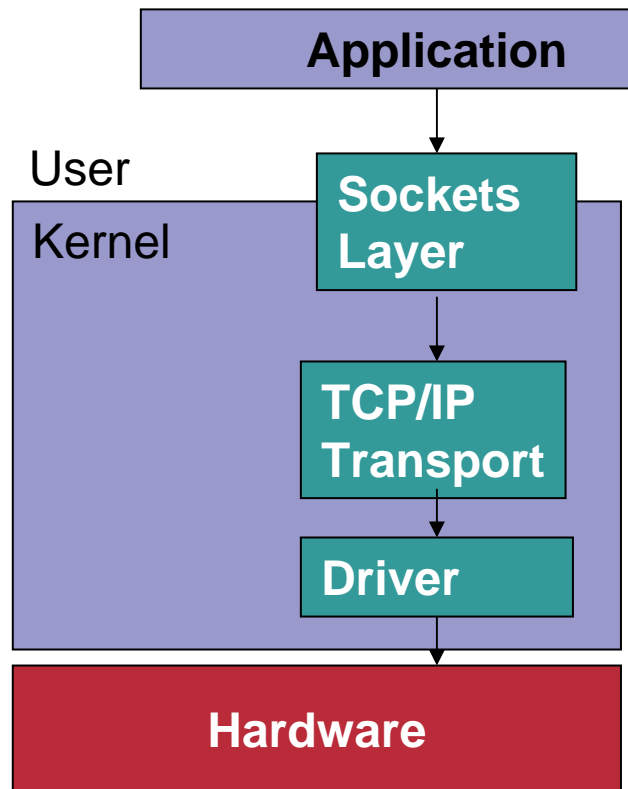 Application
User
Sockets
Layer
Kernel
TCP/IP
Transport
Driver
Hardware